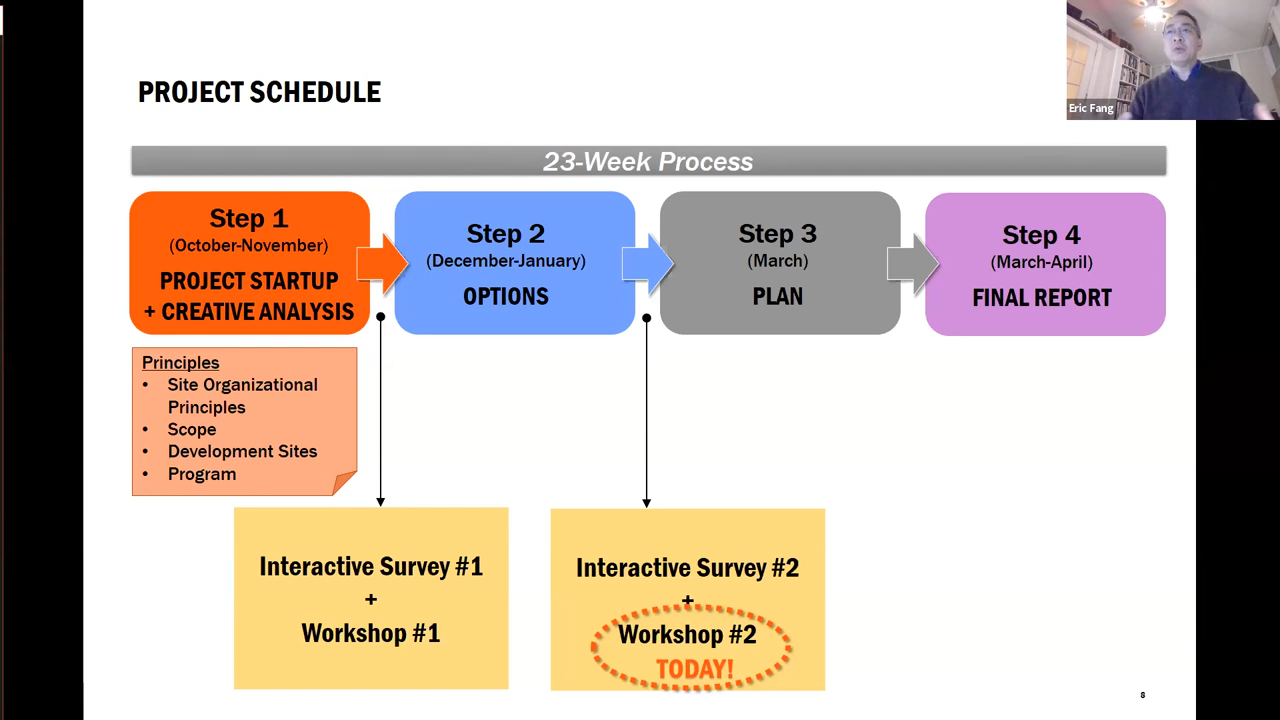 PROJECT SCHEDULE
Eric Fang
23-Week Process
Step 1
(October-November)
PROJECT STARTUP
+ CREATIVE ANALYSIS
Step 2
(December-January)
OPTIONS
Step 3
(March)
PLAN
Step 4
(March-April)
FINAL REPORT
Principles
• Site Organizational
Principles
• Scope
• Development Sites
• Program
Interactive Survey #1
+
Workshop #1
Interactive Survey #2
+
Workshop #2
TODAY!
8